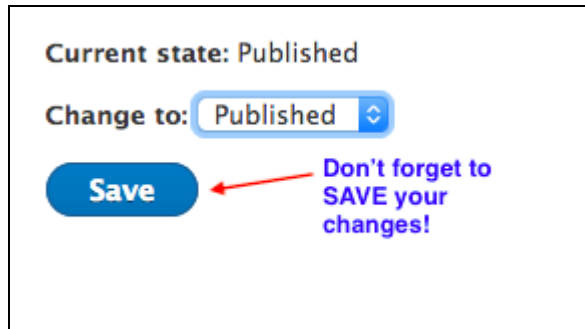 Current state: Published
Change to: Published
Save
Don't forget to
SAVE your
changes!